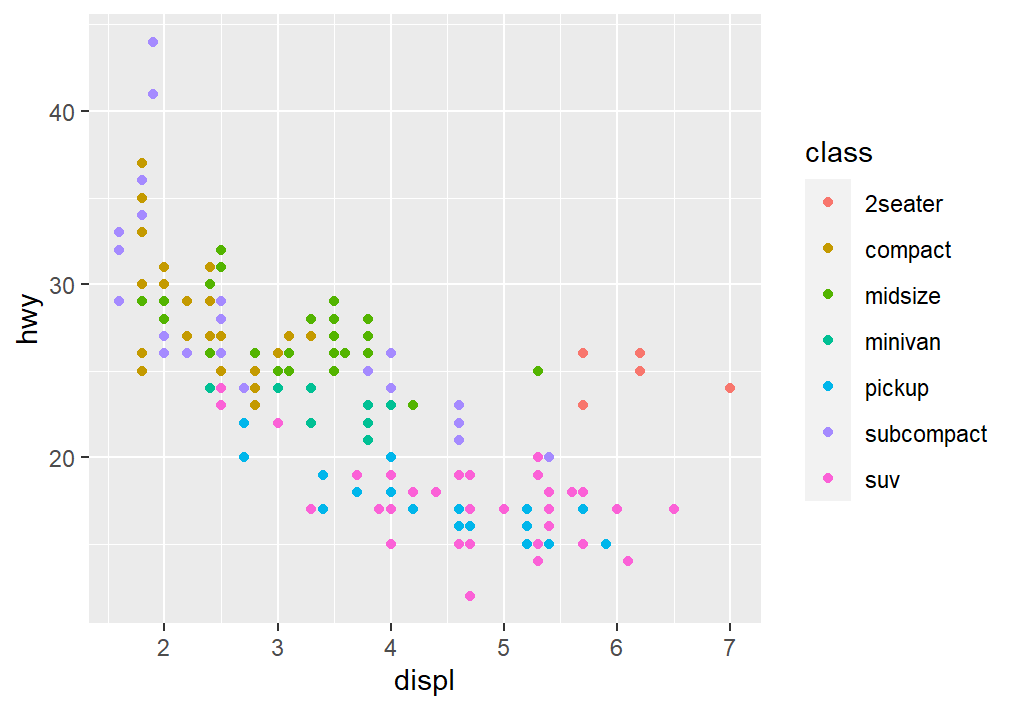 40
30
20
hwy
2 3 4 5 6 7
displ
class
2seater
compact
midsize
minivan
pickup
subcompact
suv